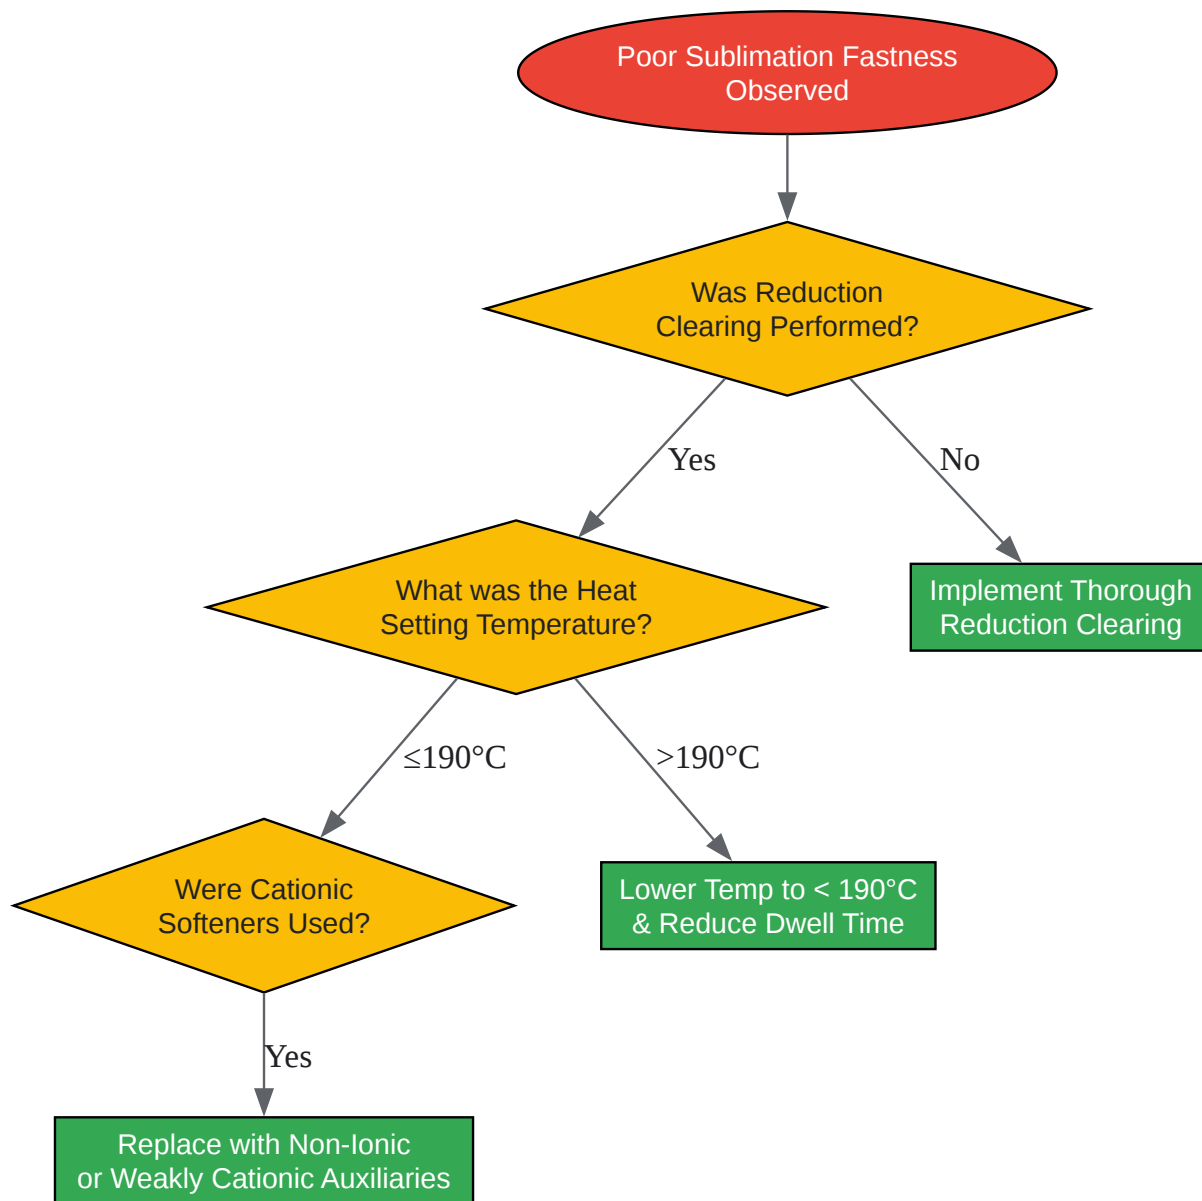 Poor Sublimation Fastness
Observed
Was Reduction
Clearing Performed?
Yes
No
What was the Heat
Setting Temperature?
Implement Thorough
Reduction Clearing
≤190°C
>190°C
Were Cationic
Softeners Used?
Lower Temp to < 190°C
& Reduce Dwell Time
Yes
Replace with Non-Ionic
or Weakly Cationic Auxiliaries